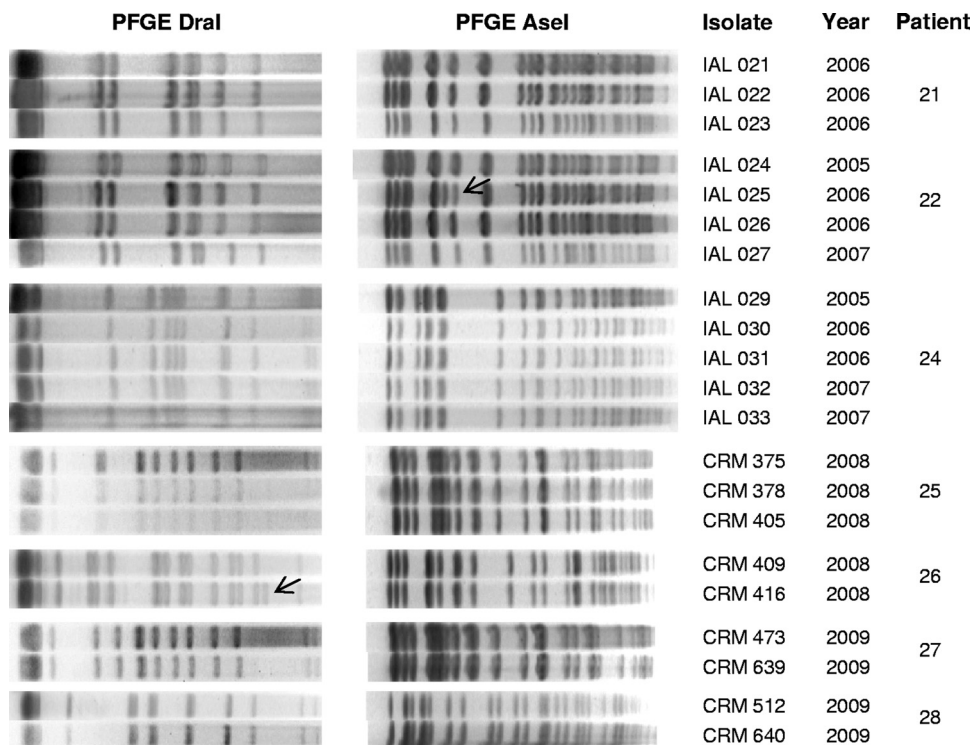 PFGE DraI PFGE AseI Isolate Year Patient
IAL 021 2006
IAL 022 2006 21
IAL 023 2006
IAL 024 2005
IAL 025 2006
22
IAL 026 2006
IAL 027 2007
IAL 029 2005
IAL 030 2006
IAL 031 2006 24
IAL 032 2007
IAL 033 2007
CRM 375 2008
CRM 378 2008 25
CRM 405 2008
CRM 409 2008
26
CRM 416 2008
CRM 473 2009
27
CRM 639 2009
CRM 512 2009
28
CRM 640 2009